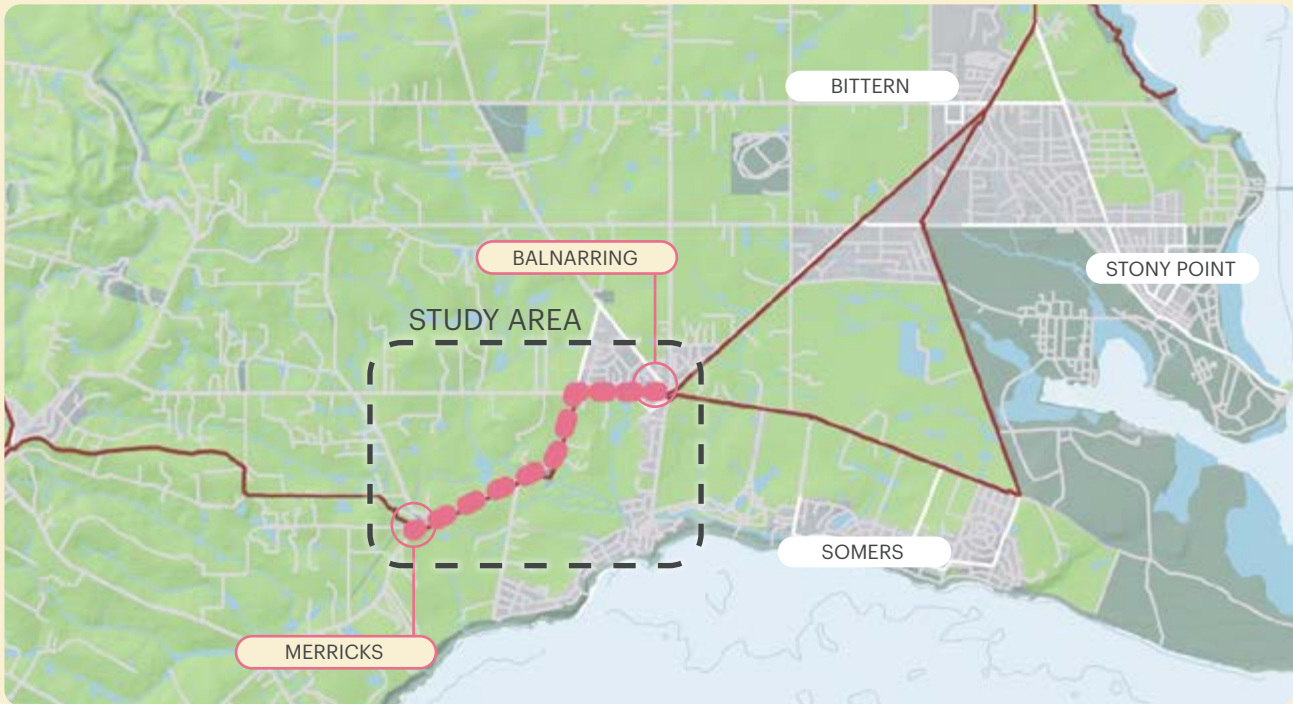 BITTERN
BALNARRING
STONY POINT
STUDY AREA
SOMERS
MERRICKS